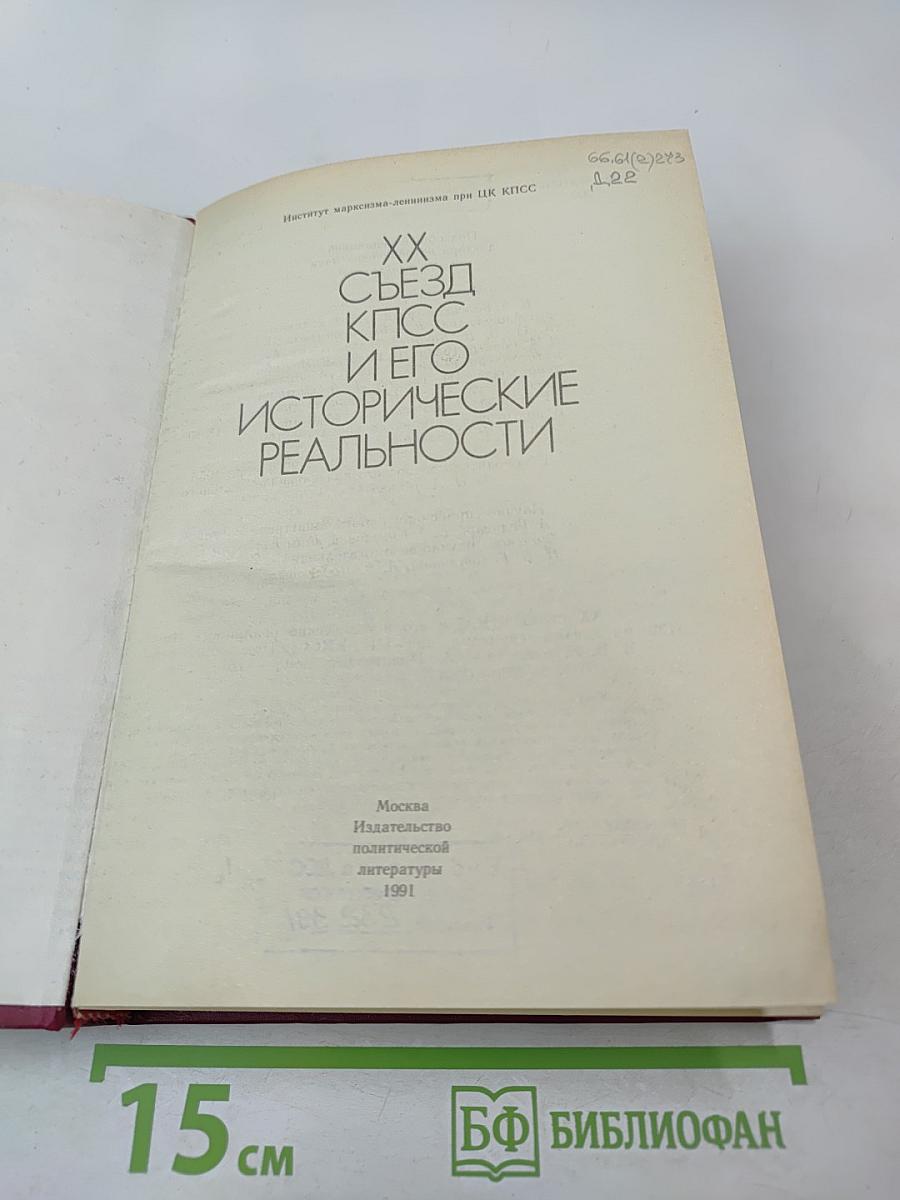 66.61(2)273
Д22
Институт марксизма-ленинизма при ЦК КПСС
XX
СЪЕЗД
КПСС
И ЕГО
ИСТОРИЧЕСКИЕ
РЕАЛЬНОСТИ
Москва
Издательство
политической
литературы
1991
15 см
БФ БИБЛИОФАН